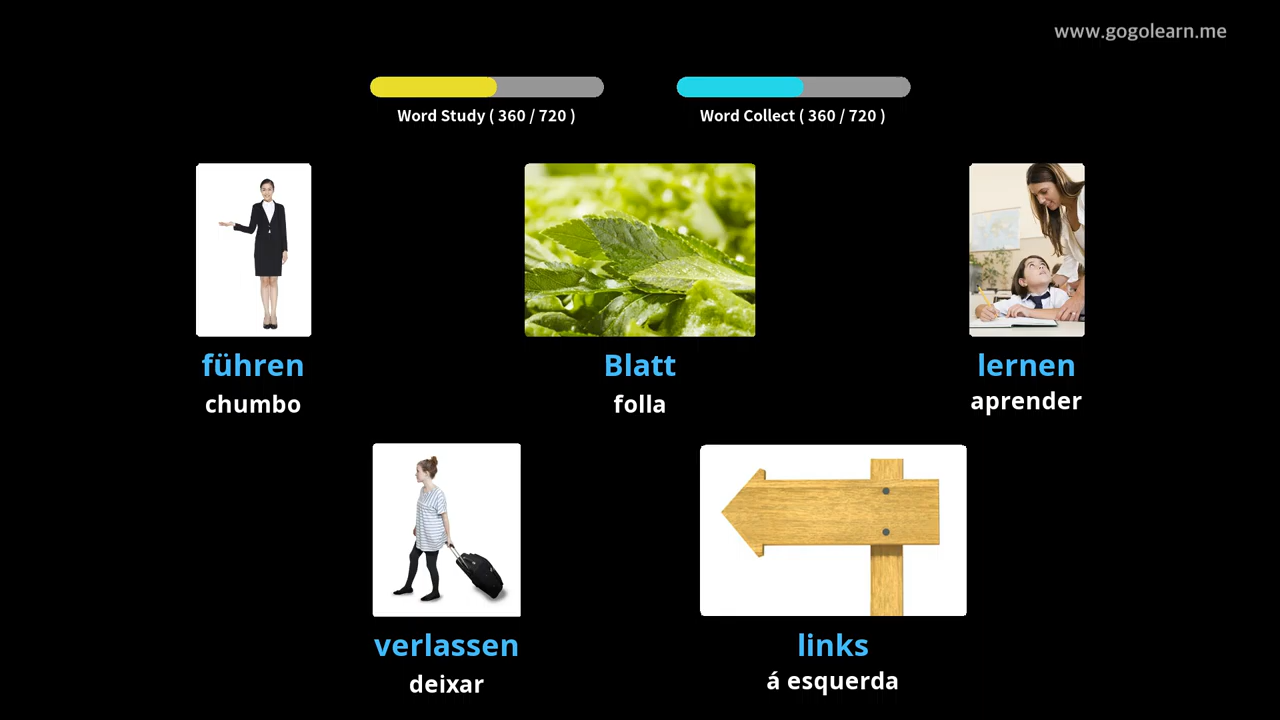 www.gogolearn.me
Word Study ( 360 / 720 )
Word Collect ( 360 / 720 )
führen
chumbo
Blatt
folla
lernen
aprender
verlassen
deixar
links
á esquerda